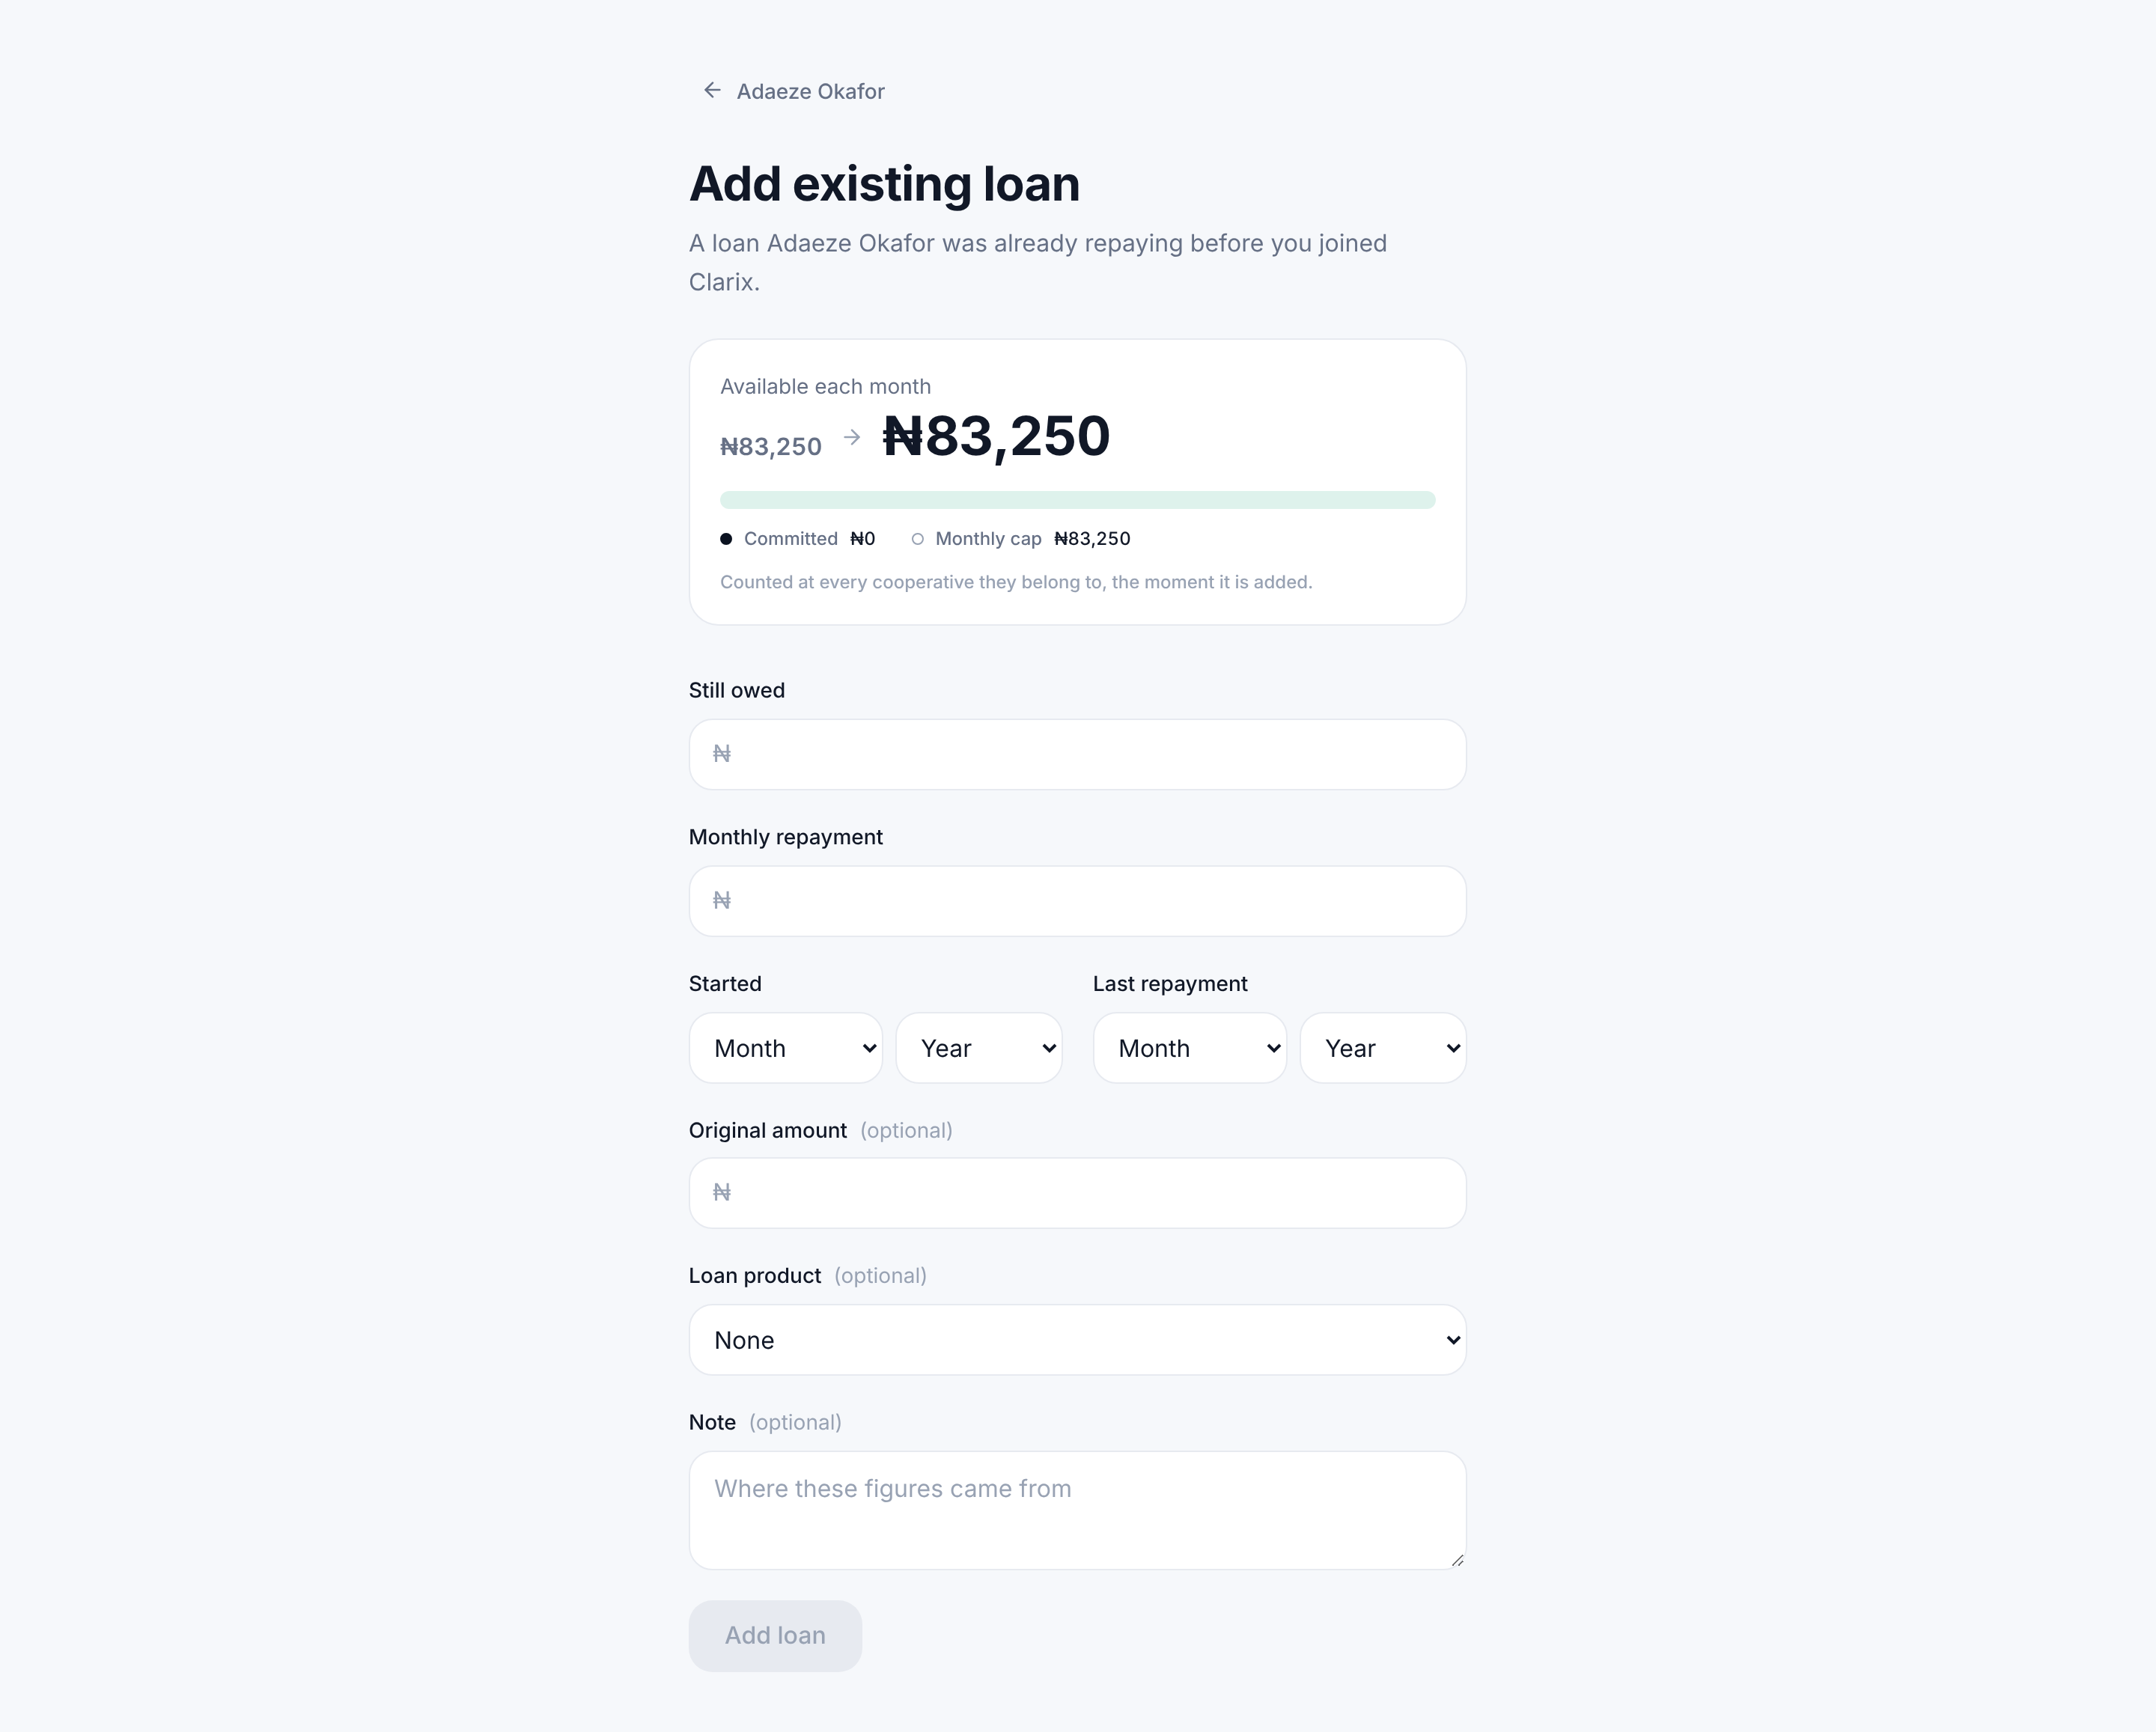 ← Adaeze Okafor
Add existing loan
A loan Adaeze Okafor was already repaying before you joined
Clarix.
Available each month
₦83,250 → ₦83,250
Committed ₦0 Monthly cap ₦83,250
Counted at every cooperative they belong to, the moment it is added.
Still owed
₦
Monthly repayment
₦
Started Last repayment
Month Year Month Year
Original amount (optional)
₦
Loan product (optional)
None
Note (optional)
Where these figures came from
Add loan